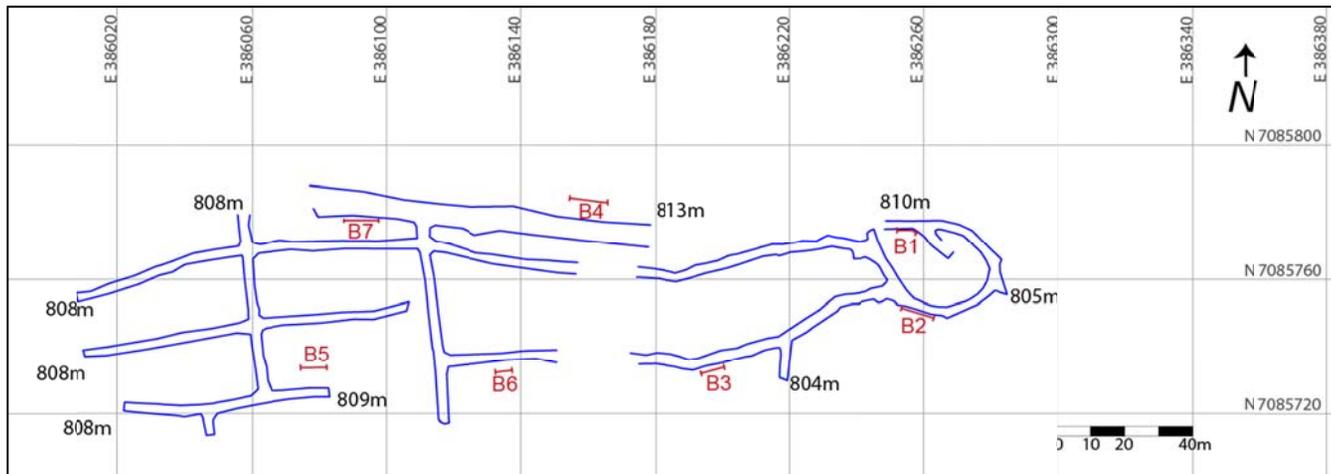 E 386020
E 386060
E 386100
E 386140
E 386180
E 386220
E 386260
E 386300
E 386340
E 386380
N
N 7085800
808m
B7
B4
813m
810m
B1
N 7085760
808m
805m
B2
808m
B5
B6
B3
804m
809m
N 7085720
808m
0 10 20 40m